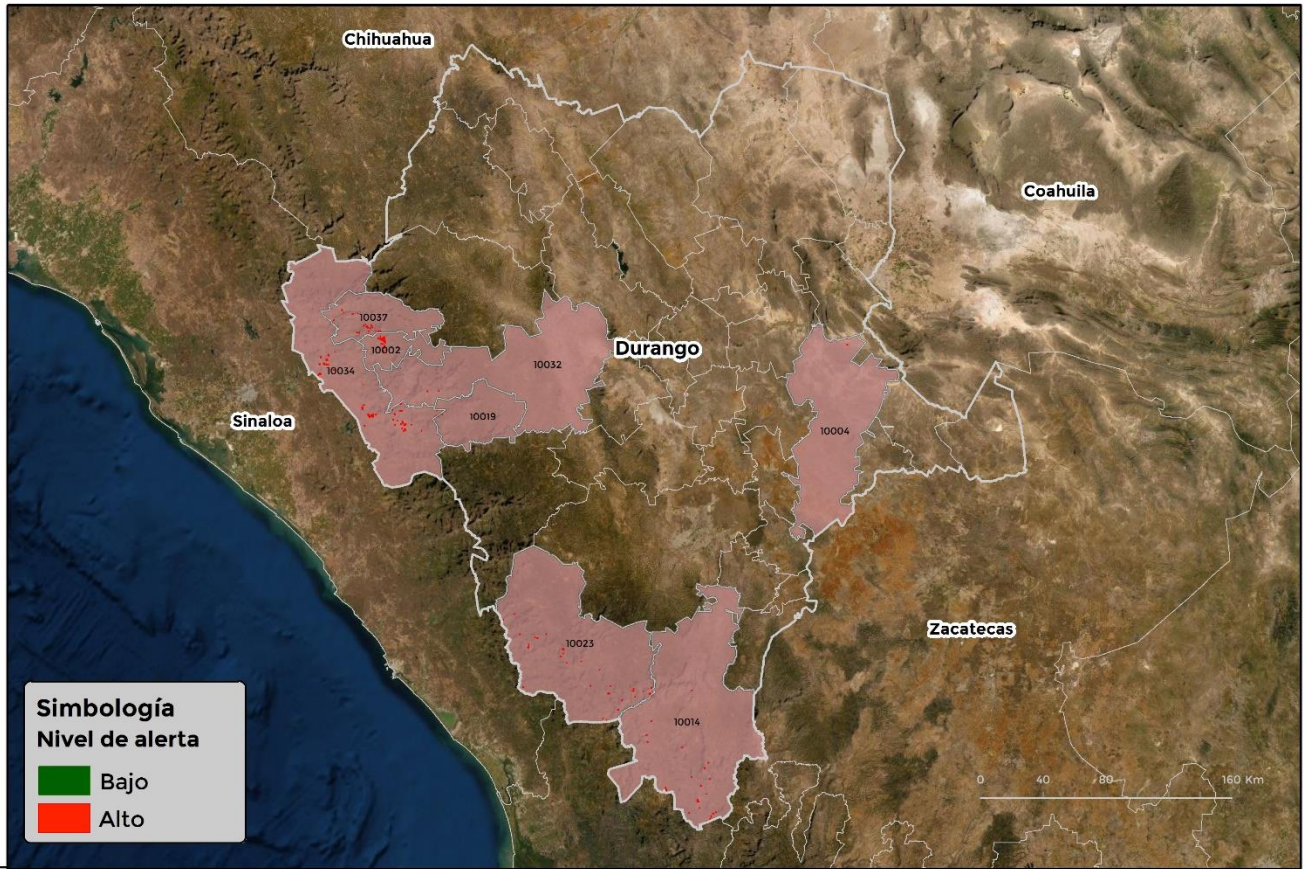 Chihuahua
Coahuila
10037
10002
Durango
10032
10034
10019
Sinaloa
10004
Zacatecas
10023
10014
Simbología
Nivel de alerta
Bajo
Alto
0 40 80 160 Km